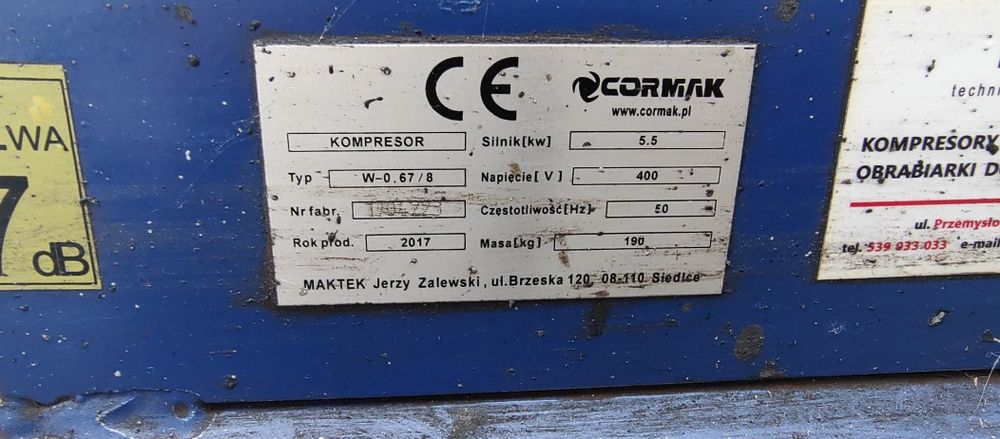 LWA
7
dB
CE
CORMAK
www.cormak.pl
KOMPRESOR
Silnik[kw] 5.5
Typ W-0.67/8
Napięcie[ V ] 400
Nr fabr.
Częstotliwość[Hz] 50
Rok prod. 2017
Masa[kg] 190
MAKTEK Jerzy Zalewski, ul.Brzeska 120, 08-110 Siedlce
techni
KOMPRESORY
OBRABIARKI D
ul. Przemysło
tel. 539 933 033 e-mail